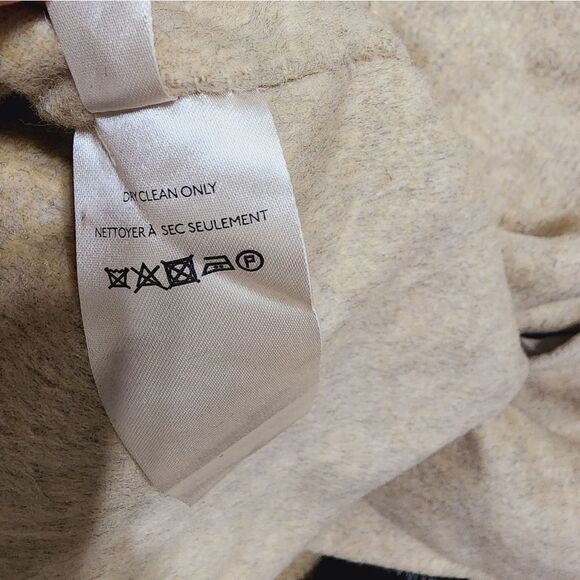 DRY CLEAN ONLY
NETTOYER À SEC SEULEMENT
P